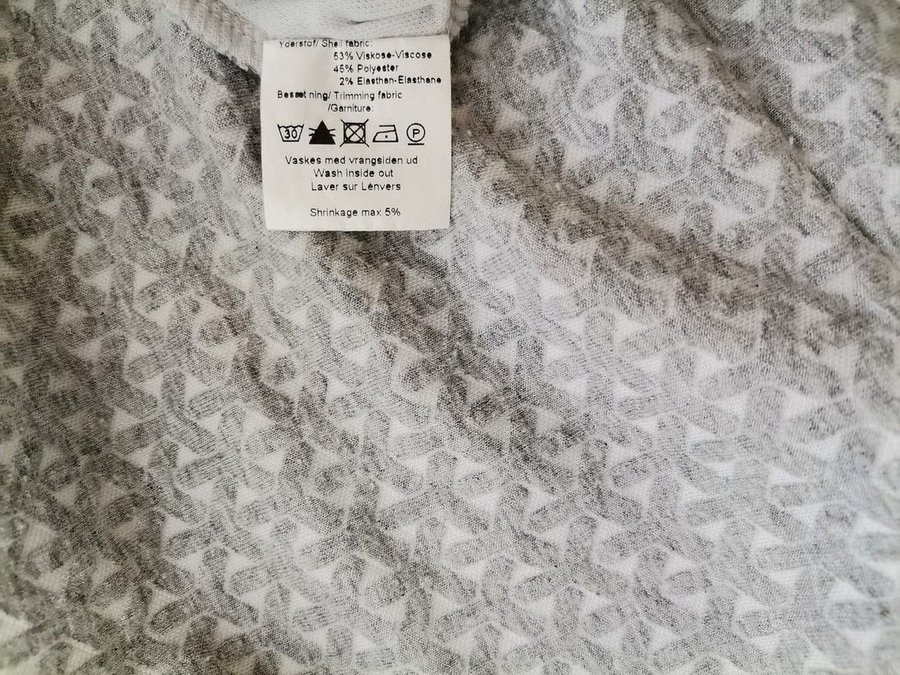 Yderstof/ Shell fabric:
53% Viskose-Viscose
45% Polyester
2% Elasthan-Elasthane
Besætning/ Trimming fabric
/Garniture:
30 P
Vaskes med vrangsiden ud
Wash inside out
Laver sur Lénvers
Shrinkage max 5%